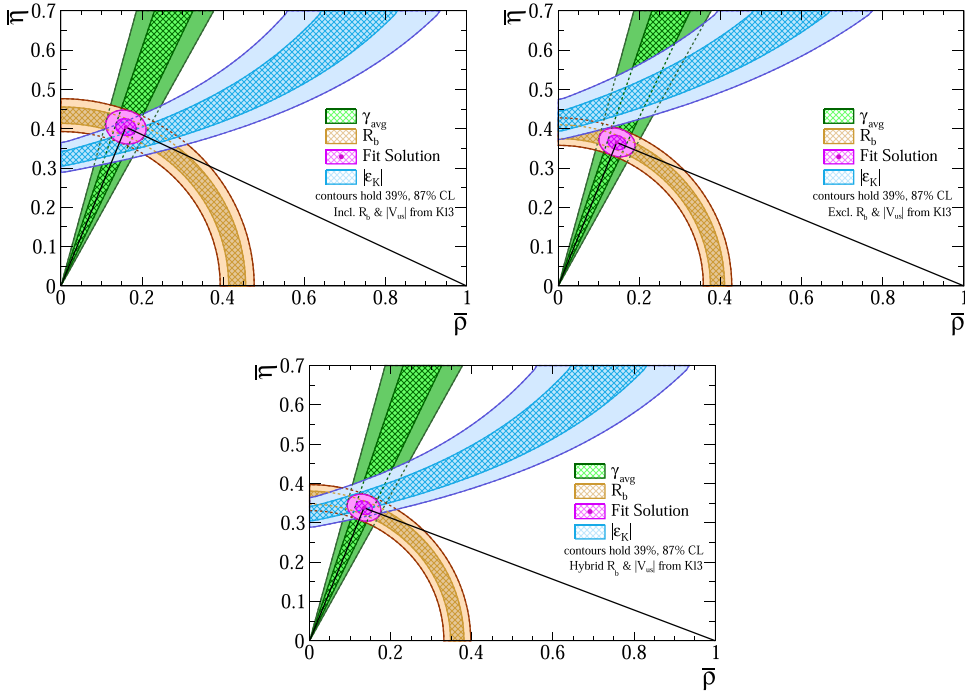 η̅
0.7
0.6
0.5
0.4
0.3
0.2
0.1
0
0 0.2 0.4 0.6 0.8 1
ρ̅
γavg
Rb
Fit Solution
|εK|
contours hold 39%, 87% CL
Incl. Rb & |Vus| from Kl3
η̅
0.7
0.6
0.5
0.4
0.3
0.2
0.1
0
0 0.2 0.4 0.6 0.8 1
ρ̅
γavg
Rb
Fit Solution
|εK|
contours hold 39%, 87% CL
Excl. Rb & |Vus| from Kl3
η̅
0.7
0.6
0.5
0.4
0.3
0.2
0.1
0
0 0.2 0.4 0.6 0.8 1
ρ̅
γavg
Rb
Fit Solution
|εK|
contours hold 39%, 87% CL
Hybrid Rb & |Vus| from Kl3